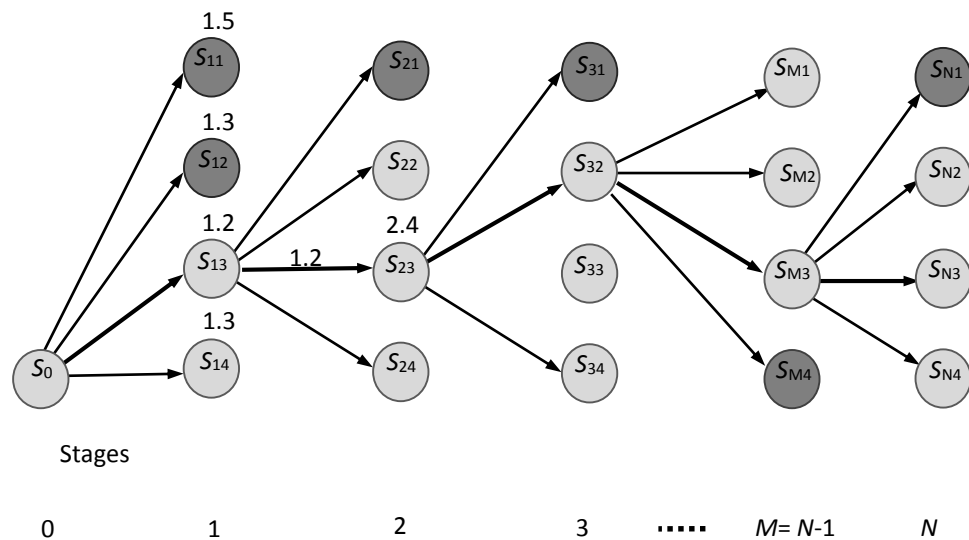 1.5
S11 S21 S31 SM1 SN1
1.3
S12 S22 S32 SM2 SN2
1.2 2.4
S13 1.2 S23 S33 SM3 SN3
1.3
S0 S14 S24 S34 SM4 SN4
Stages
0 1 2 3 M= N-1 N